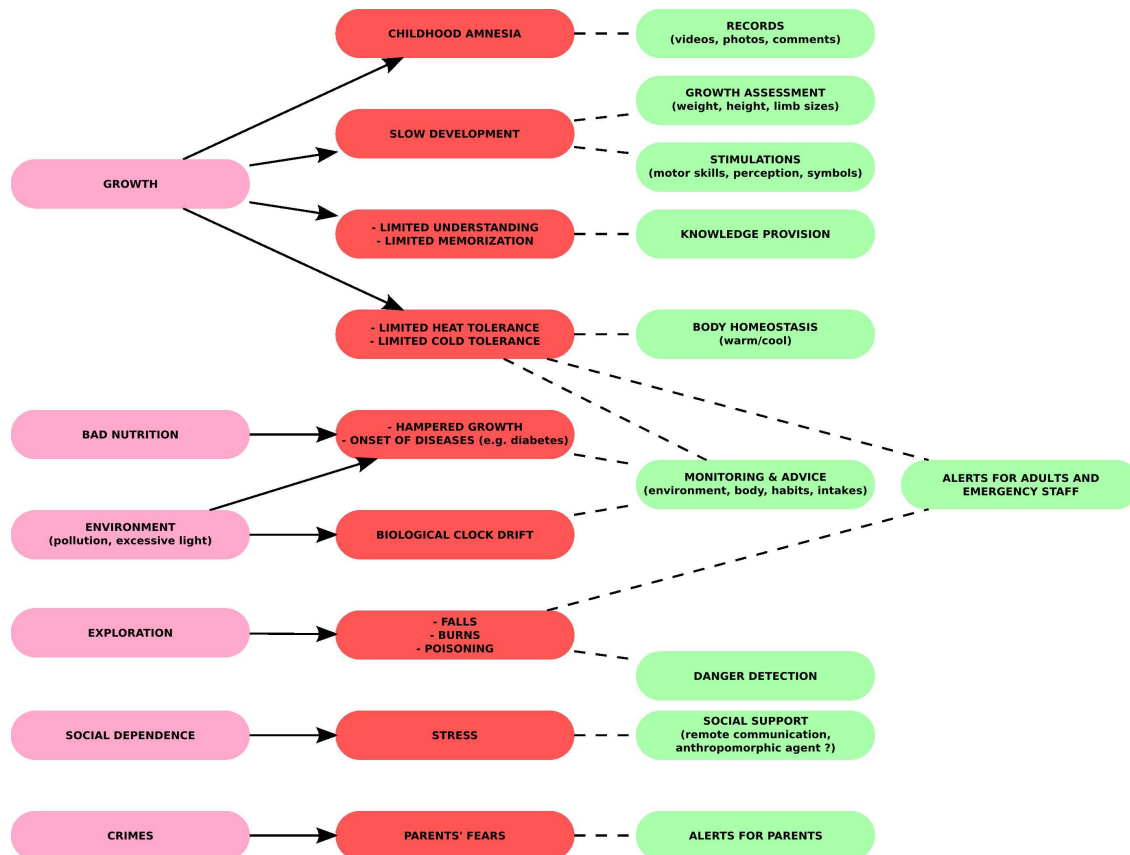 CHILDHOOD AMNESIA
RECORDS
(videos, photos, comments)
GROWTH ASSESSMENT
(weight, height, limb sizes)
SLOW DEVELOPMENT
STIMULATIONS
(motor skills, perception, symbols)
GROWTH
- LIMITED UNDERSTANDING
- LIMITED MEMORIZATION
KNOWLEDGE PROVISION
- LIMITED HEAT TOLERANCE
- LIMITED COLD TOLERANCE
BODY HOMEOSTASIS
(warm/cool)
BAD NUTRITION
- HAMPERED GROWTH
- ONSET OF DISEASES (e.g. diabetes)
MONITORING & ADVICE
(environment, body, habits, intakes)
ALERTS FOR ADULTS AND
EMERGENCY STAFF
ENVIRONMENT
(pollution, excessive light)
BIOLOGICAL CLOCK DRIFT
EXPLORATION
- FALLS
- BURNS
- POISONING
DANGER DETECTION
SOCIAL DEPENDENCE
STRESS
SOCIAL SUPPORT
(remote communication,
anthropomorphic agent ?)
CRIMES
PARENTS' FEARS
ALERTS FOR PARENTS